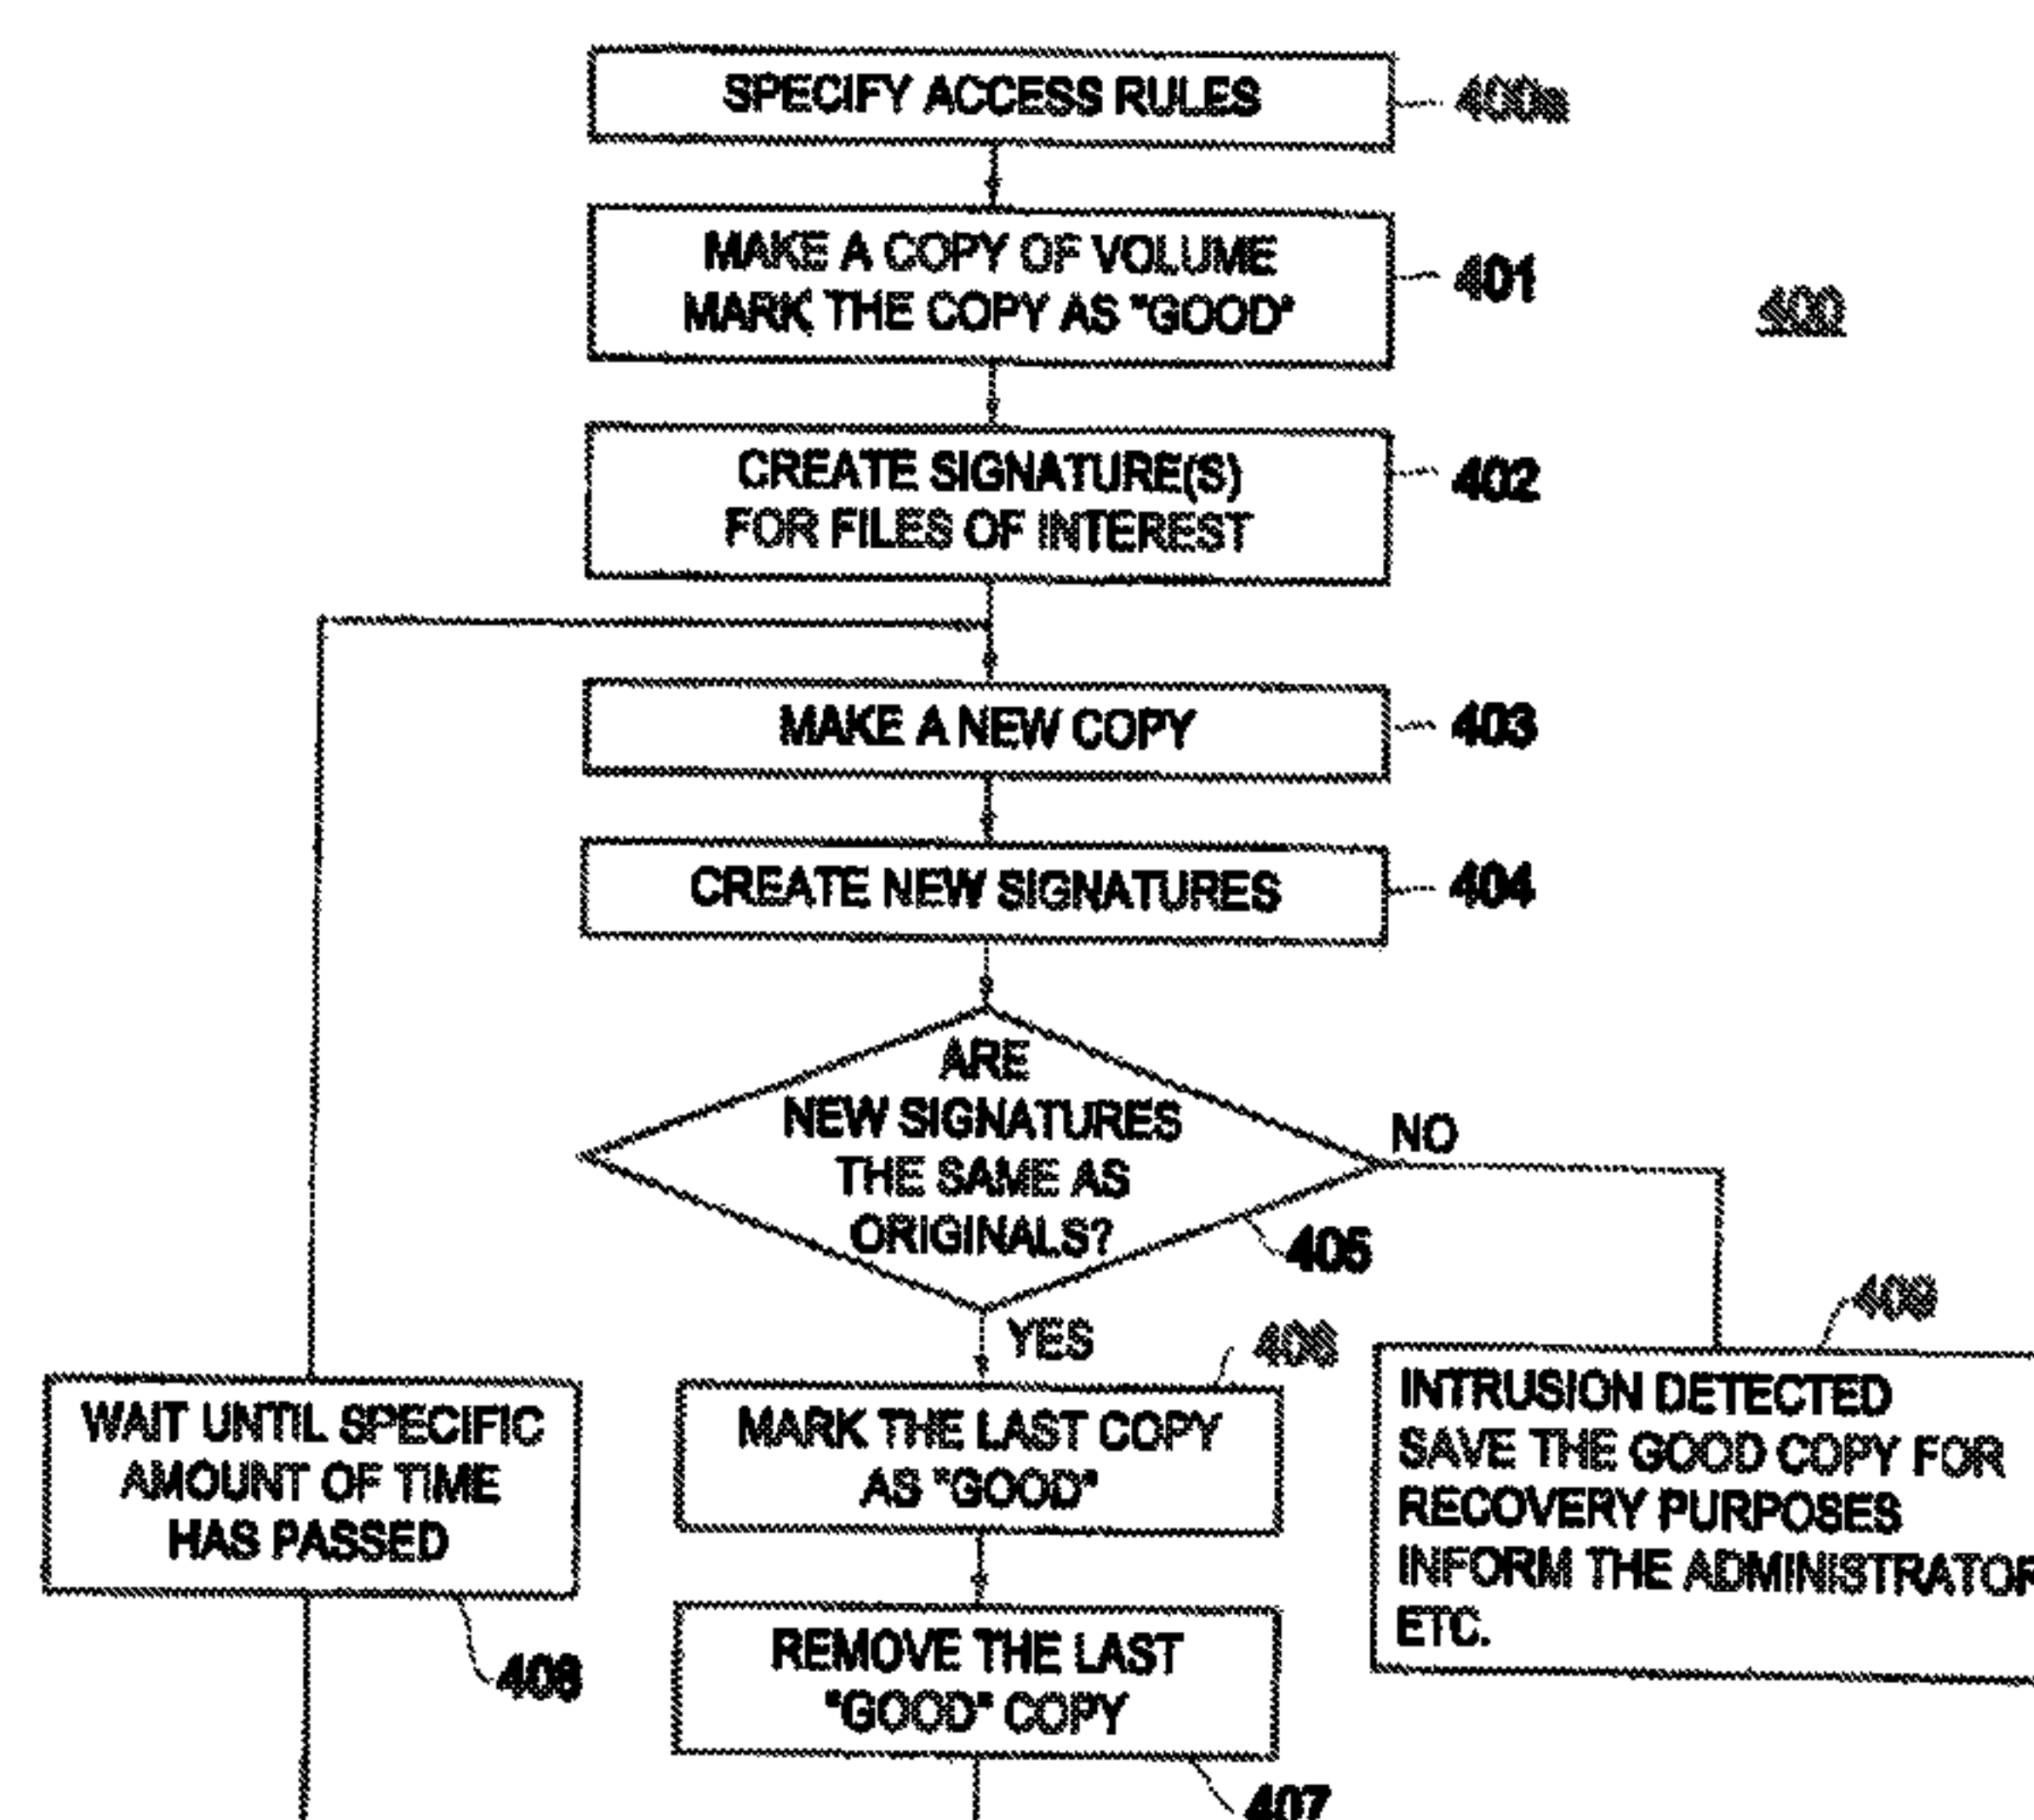 SPECIFY ACCESS RULES
400a
MAKE A COPY OF VOLUME
MARK THE COPY AS "GOOD"
401
400
CREATE SIGNATURE(S)
FOR FILES OF INTEREST
402
MAKE A NEW COPY
403
CREATE NEW SIGNATURES
404
ARE
NEW SIGNATURES
THE SAME AS
ORIGINALS?
405
NO
YES
406
409
WAIT UNTIL SPECIFIC
AMOUNT OF TIME
HAS PASSED
408
MARK THE LAST COPY
AS "GOOD"
INTRUSION DETECTED
SAVE THE GOOD COPY FOR
RECOVERY PURPOSES
INFORM THE ADMINISTRATOR
ETC.
REMOVE THE LAST
"GOOD" COPY
407